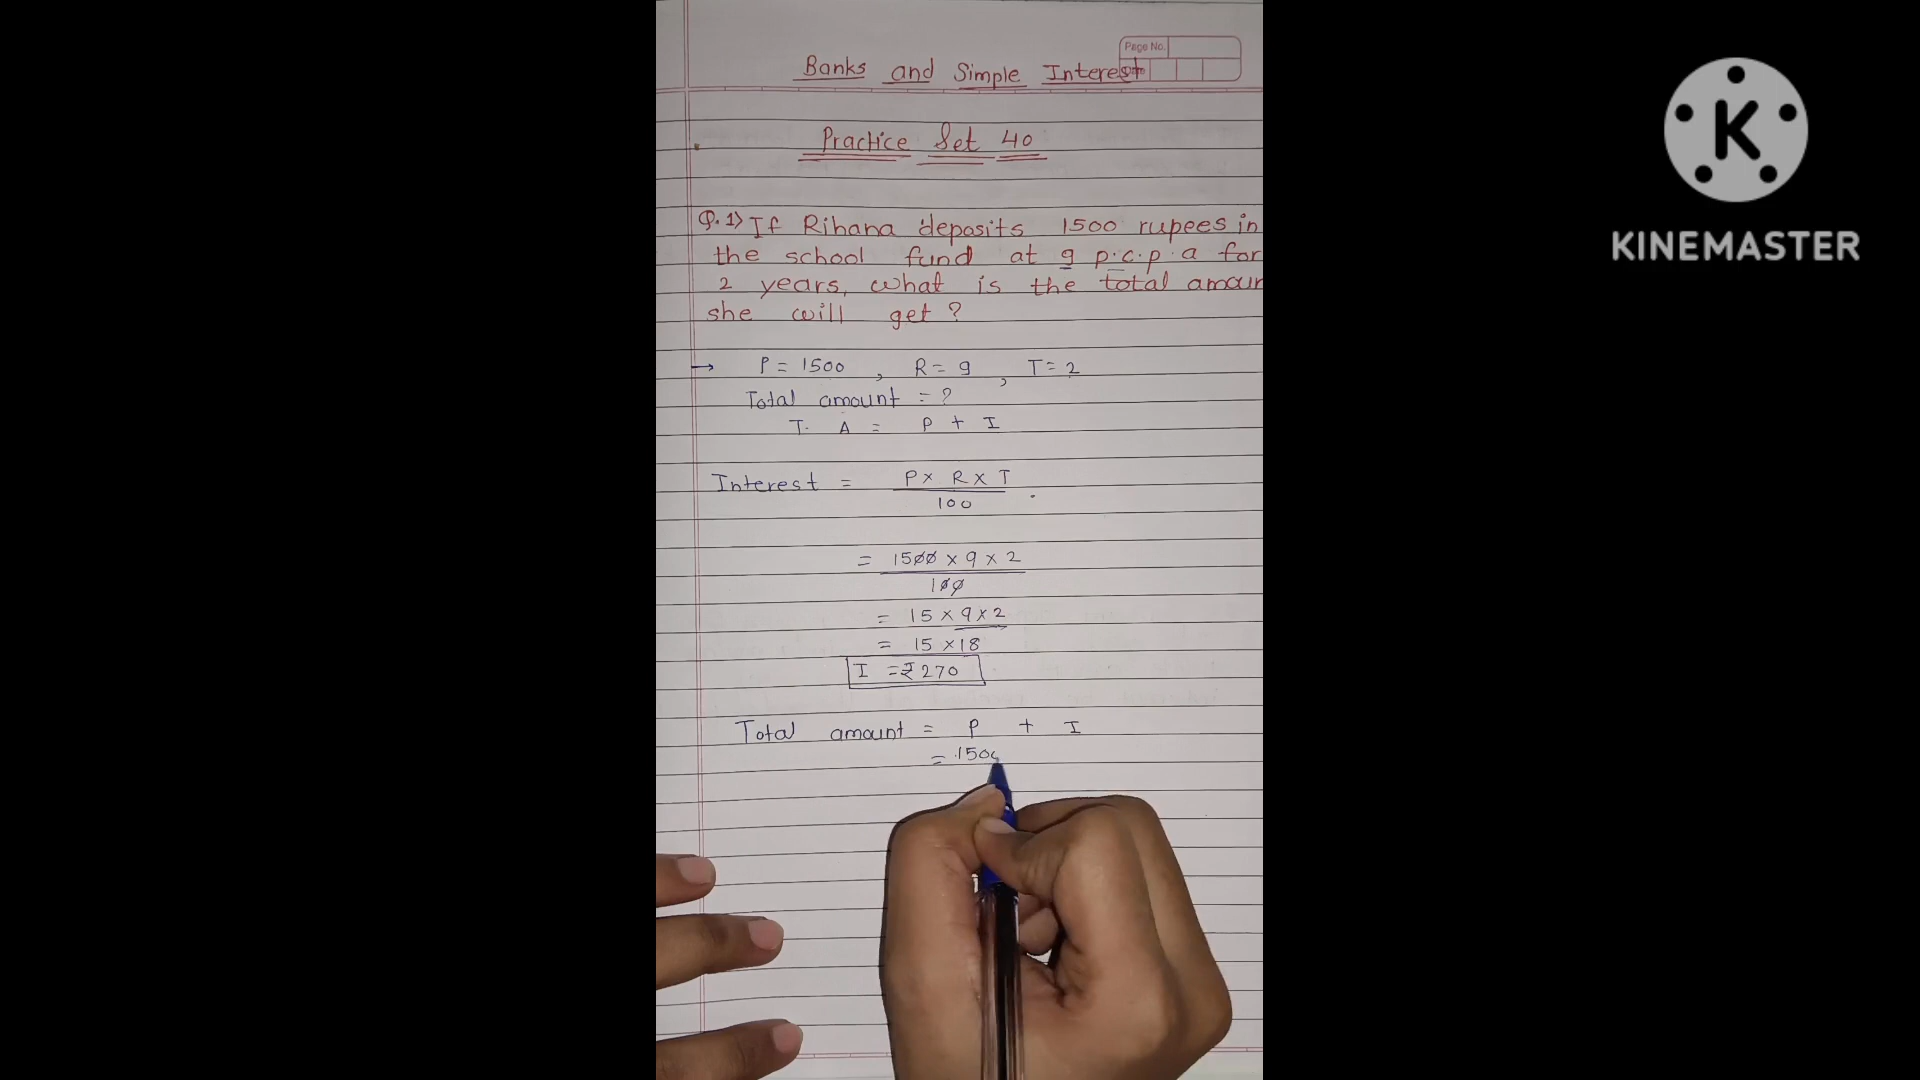 Page No.
Banks and Simple Interest
Practice Set 40
Q.1) If Rihana deposits 1500 rupees in
the school fund at 9 p.c.p.a for
2 years, what is the total amoun
she will get ?
→ P = 1500 , R = 9 , T = 2
Total amount = ?
T. A = P + I
Interest = P × R × T
100
= 1500 × 9 × 2
100
= 15 × 9 × 2
= 15 × 18
I = ₹ 270
Total amount = P + I
= 150
KINEMASTER